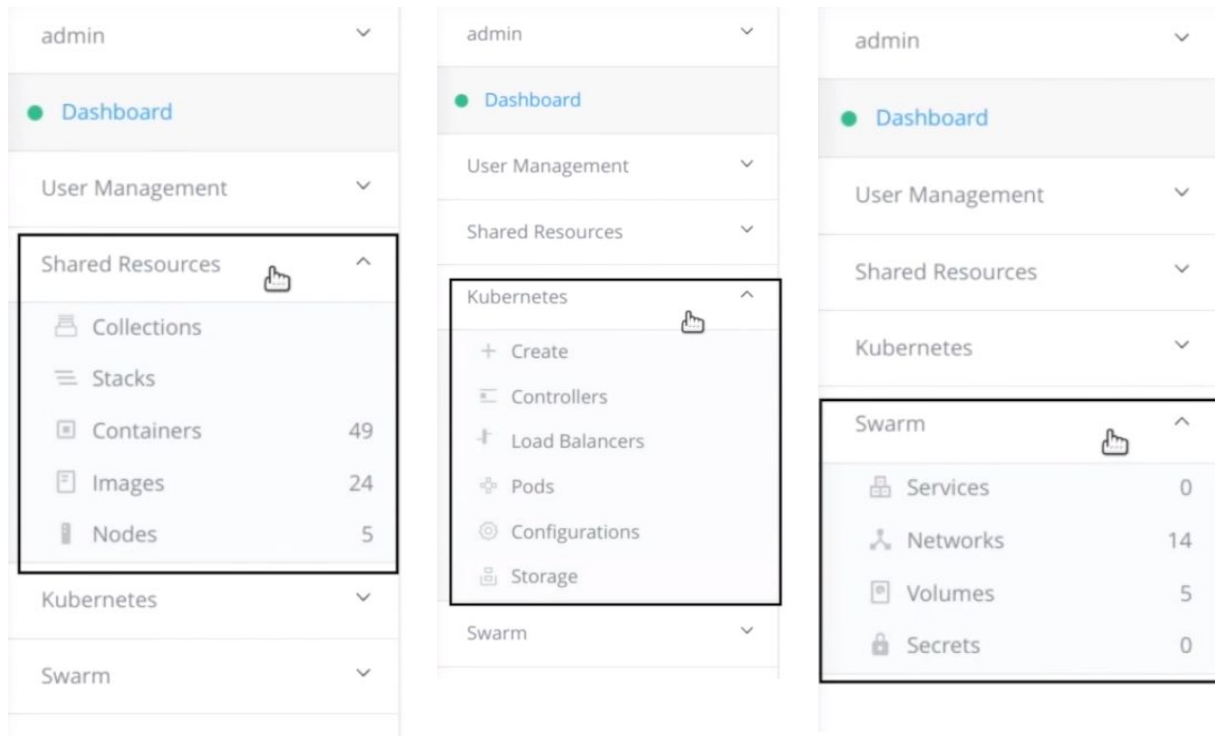 admin
Dashboard
User Management
Shared Resources
Collections
Stacks
Containers 49
Images 24
Nodes 5
Kubernetes
Swarm
admin
Dashboard
User Management
Shared Resources
Kubernetes
Create
Controllers
Load Balancers
Pods
Configurations
Storage
Swarm
admin
Dashboard
User Management
Shared Resources
Kubernetes
Swarm
Services 0
Networks 14
Volumes 5
Secrets 0